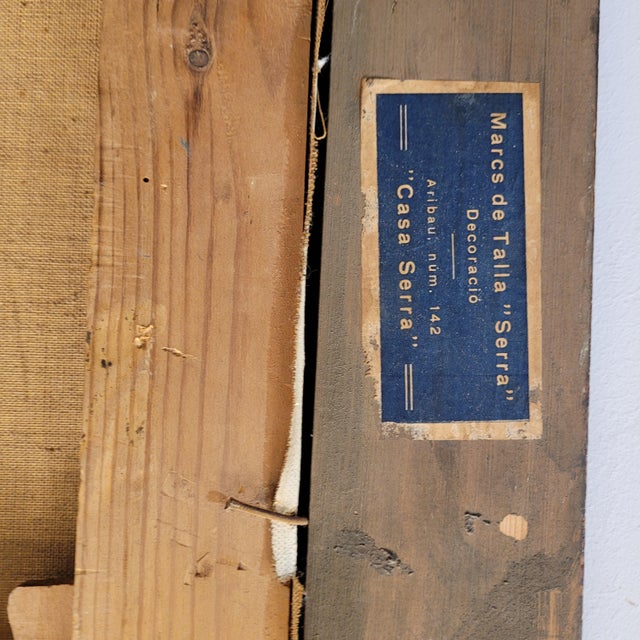 Marcs de Talla "Serra"
Decoració
Aribau, núm. 142
"Casa Serra"